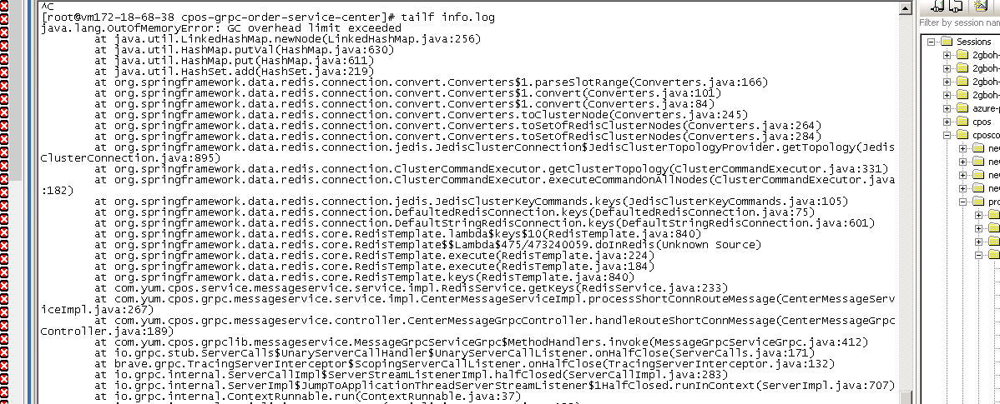 ^C
[root@vm172-18-68-38 cpos-grpc-order-service-center]# tailf info.log
java.lang.OutOfMemoryError: GC overhead limit exceeded
        at java.util.LinkedHashMap.newNode(LinkedHashMap.java:256)
        at java.util.HashMap.putVal(HashMap.java:630)
        at java.util.HashMap.put(HashMap.java:611)
        at java.util.HashSet.add(HashSet.java:219)
        at org.springframework.data.redis.connection.convert.Converters$1.parseSlotRange(Converters.java:166)
        at org.springframework.data.redis.connection.convert.Converters$1.convert(Converters.java:101)
        at org.springframework.data.redis.connection.convert.Converters$1.convert(Converters.java:84)
        at org.springframework.data.redis.connection.convert.Converters.toClusterNode(Converters.java:245)
        at org.springframework.data.redis.connection.convert.Converters.toSetOfRedisClusterNodes(Converters.java:264)
        at org.springframework.data.redis.connection.convert.Converters.toSetOfRedisClusterNodes(Converters.java:284)
        at org.springframework.data.redis.connection.jedis.JedisClusterConnection$JedisClusterTopologyProvider.getTopology(Jedis
ClusterConnection.java:895)
        at org.springframework.data.redis.connection.ClusterCommandExecutor.getClusterTopology(ClusterCommandExecutor.java:331)
        at org.springframework.data.redis.connection.ClusterCommandExecutor.executeCommandOnAllNodes(ClusterCommandExecutor.java
:182)
        at org.springframework.data.redis.connection.jedis.JedisClusterKeyCommands.keys(JedisClusterKeyCommands.java:105)
        at org.springframework.data.redis.connection.DefaultedRedisConnection.keys(DefaultedRedisConnection.java:75)
        at org.springframework.data.redis.connection.DefaultStringRedisConnection.keys(DefaultStringRedisConnection.java:601)
        at org.springframework.data.redis.core.RedisTemplate.lambda$keys$10(RedisTemplate.java:840)
        at org.springframework.data.redis.core.RedisTemplate$$Lambda$475/473240059.doInRedis(Unknown Source)
        at org.springframework.data.redis.core.RedisTemplate.execute(RedisTemplate.java:224)
        at org.springframework.data.redis.core.RedisTemplate.execute(RedisTemplate.java:184)
        at org.springframework.data.redis.core.RedisTemplate.keys(RedisTemplate.java:840)
        at com.yum.cpos.service.messageservice.service.impl.RedisService.getKeys(RedisService.java:233)
        at com.yum.cpos.grpc.messageservice.service.impl.CenterMessageServiceImpl.processShortConnRouteMessage(CenterMessageServ
iceImpl.java:267)
        at com.yum.cpos.grpc.messageservice.controller.CenterMessageGrpcController.handleRouteShortConnMessage(CenterMessageGrpc
Controller.java:189)
        at com.yum.cpos.grpclib.messageservice.MessageGrpcServiceGrpc$MethodHandlers.invoke(MessageGrpcServiceGrpc.java:412)
        at io.grpc.stub.ServerCalls$UnaryServerCallHandler$UnaryServerCallListener.onHalfClose(ServerCalls.java:171)
        at brave.grpc.TracingServerInterceptor$ScopingServerCallListener.onHalfClose(TracingServerInterceptor.java:132)
        at io.grpc.internal.ServerCallImpl$ServerStreamListenerImpl.halfClosed(ServerCallImpl.java:283)
        at io.grpc.internal.ServerImpl$JumpToApplicationThreadServerStreamListener$1HalfClosed.runInContext(ServerImpl.java:707)
        at io.grpc.internal.ContextRunnable.run(ContextRunnable.java:37)
Filter by session nam
Sessions
2gboh-
2gboh-
2gboh-
2gboh-
azure-p
cpos
cposco
ne
ne
ne
ne
pro